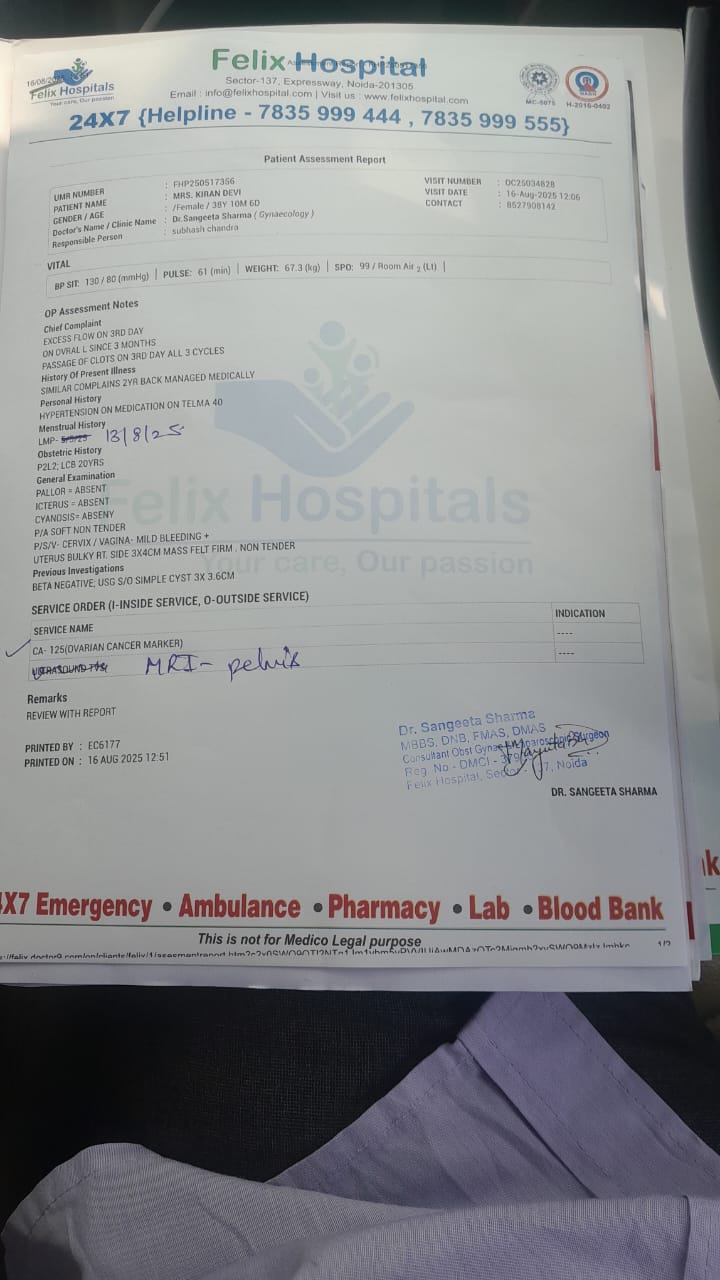 16/08/2025
Felix Hospitals
Your care, Our passion
Felix Hospital
Sector-137, Expressway, Noida-201305
Email : info@felixhospital.com | Visit us : www.felixhospital.com
MC-5075
H-2016-0402
24X7 {Helpline - 7835 999 444 , 7835 999 555}
Patient Assessment Report
UMR NUMBER : FHP250517356
PATIENT NAME : MRS. KIRAN DEVI
GENDER / AGE : /Female / 38Y 10M 6D
Doctor's Name / Clinic Name : Dr.Sangeeta Sharma ( Gynaecology )
Responsible Person : subhash chandra
VISIT NUMBER : OC25034828
VISIT DATE : 16-Aug-2025 12:06
CONTACT : 8527908142
VITAL
BP SIT: 130 / 80 (mmHg) | PULSE: 61 (min) | WEIGHT: 67.3 (kg) | SPO: 99 / Room Air 2 (Lt) |
OP Assessment Notes
Chief Complaint
EXCESS FLOW ON 3RD DAY
ON OVRAL L SINCE 3 MONTHS
PASSAGE OF CLOTS ON 3RD DAY ALL 3 CYCLES
History Of Present Illness
SIMILAR COMPLAINS 2YR BACK MANAGED MEDICALLY
Personal History
HYPERTENSION ON MEDICATION ON TELMA 40
Menstrual History
LMP- 13/8/25
Obstetric History
P2L2; LCB 20YRS
General Examination
PALLOR = ABSENT
ICTERUS = ABSENT
CYANOSIS= ABSENY
P/A SOFT NON TENDER
P/S/V- CERVIX / VAGINA- MILD BLEEDING +
UTERUS BULKY RT. SIDE 3X4CM MASS FELT FIRM . NON TENDER
Previous Investigations
BETA NEGATIVE; USG S/O SIMPLE CYST 3X 3.6CM
Felix Hospitals
Your care, Our passion
SERVICE ORDER (I-INSIDE SERVICE, O-OUTSIDE SERVICE)
SERVICE NAME INDICATION
CA- 125(OVARIAN CANCER MARKER) ----
ULTRASOUND TVS MRI - pelvis ----
Remarks
REVIEW WITH REPORT
PRINTED BY : EC6177
PRINTED ON : 16 AUG 2025 12:51
Dr. Sangeeta Sharma
MBBS, DNB, FMAS, DMAS
Consultant Obst Gynae Surgeon
Reg. No - DMCI -
Felix Hospital, Noida
DR. SANGEETA SHARMA
4X7 Emergency • Ambulance • Pharmacy • Lab • Blood Bank
This is not for Medico Legal purpose
1/2